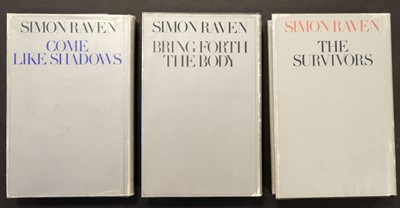 SIMON RAVEN
COME
LIKE SHADOWS
SIMON RAVEN
BRING FORTH
THE BODY
SIMON RAVEN
THE
SURVIVORS